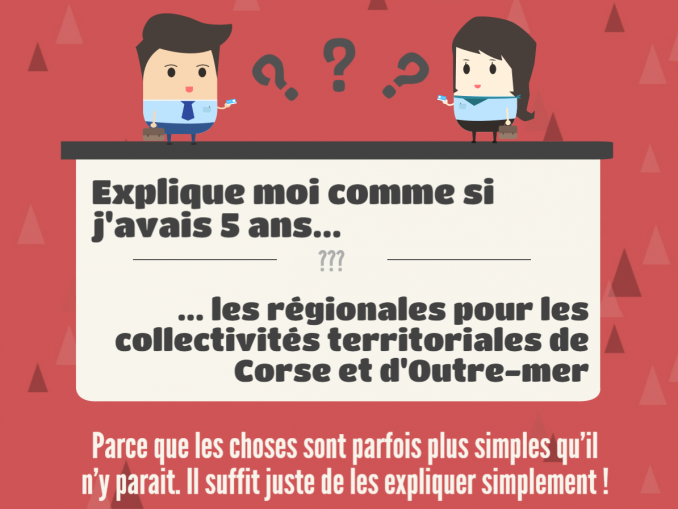 ? ? ?
Explique moi comme si
j'avais 5 ans...
???
... les régionales pour les
collectivités territoriales de
Corse et d'Outre-mer
Parce que les choses sont parfois plus simples qu'il
n'y parait. Il suffit juste de les expliquer simplement !